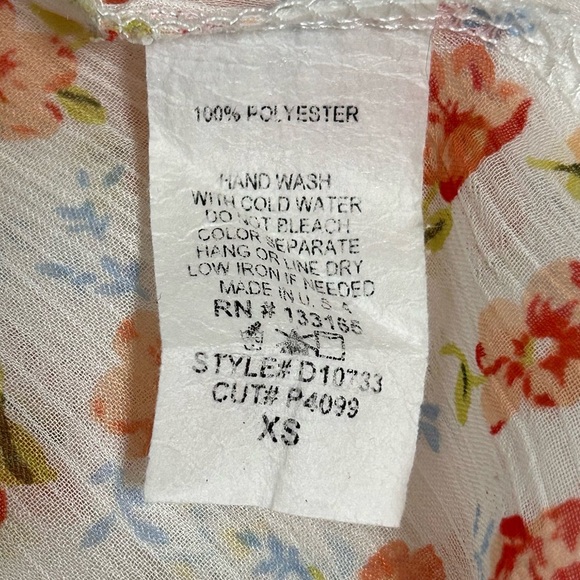 100% POLYESTER
HAND WASH
WITH COLD WATER
DO NOT BLEACH
COLOR SEPARATE
HANG OR LINE DRY
LOW IRON IF NEEDED
MADE IN U.S.A
RN # 133165
STYLE# D10733
CUT# P4099
XS